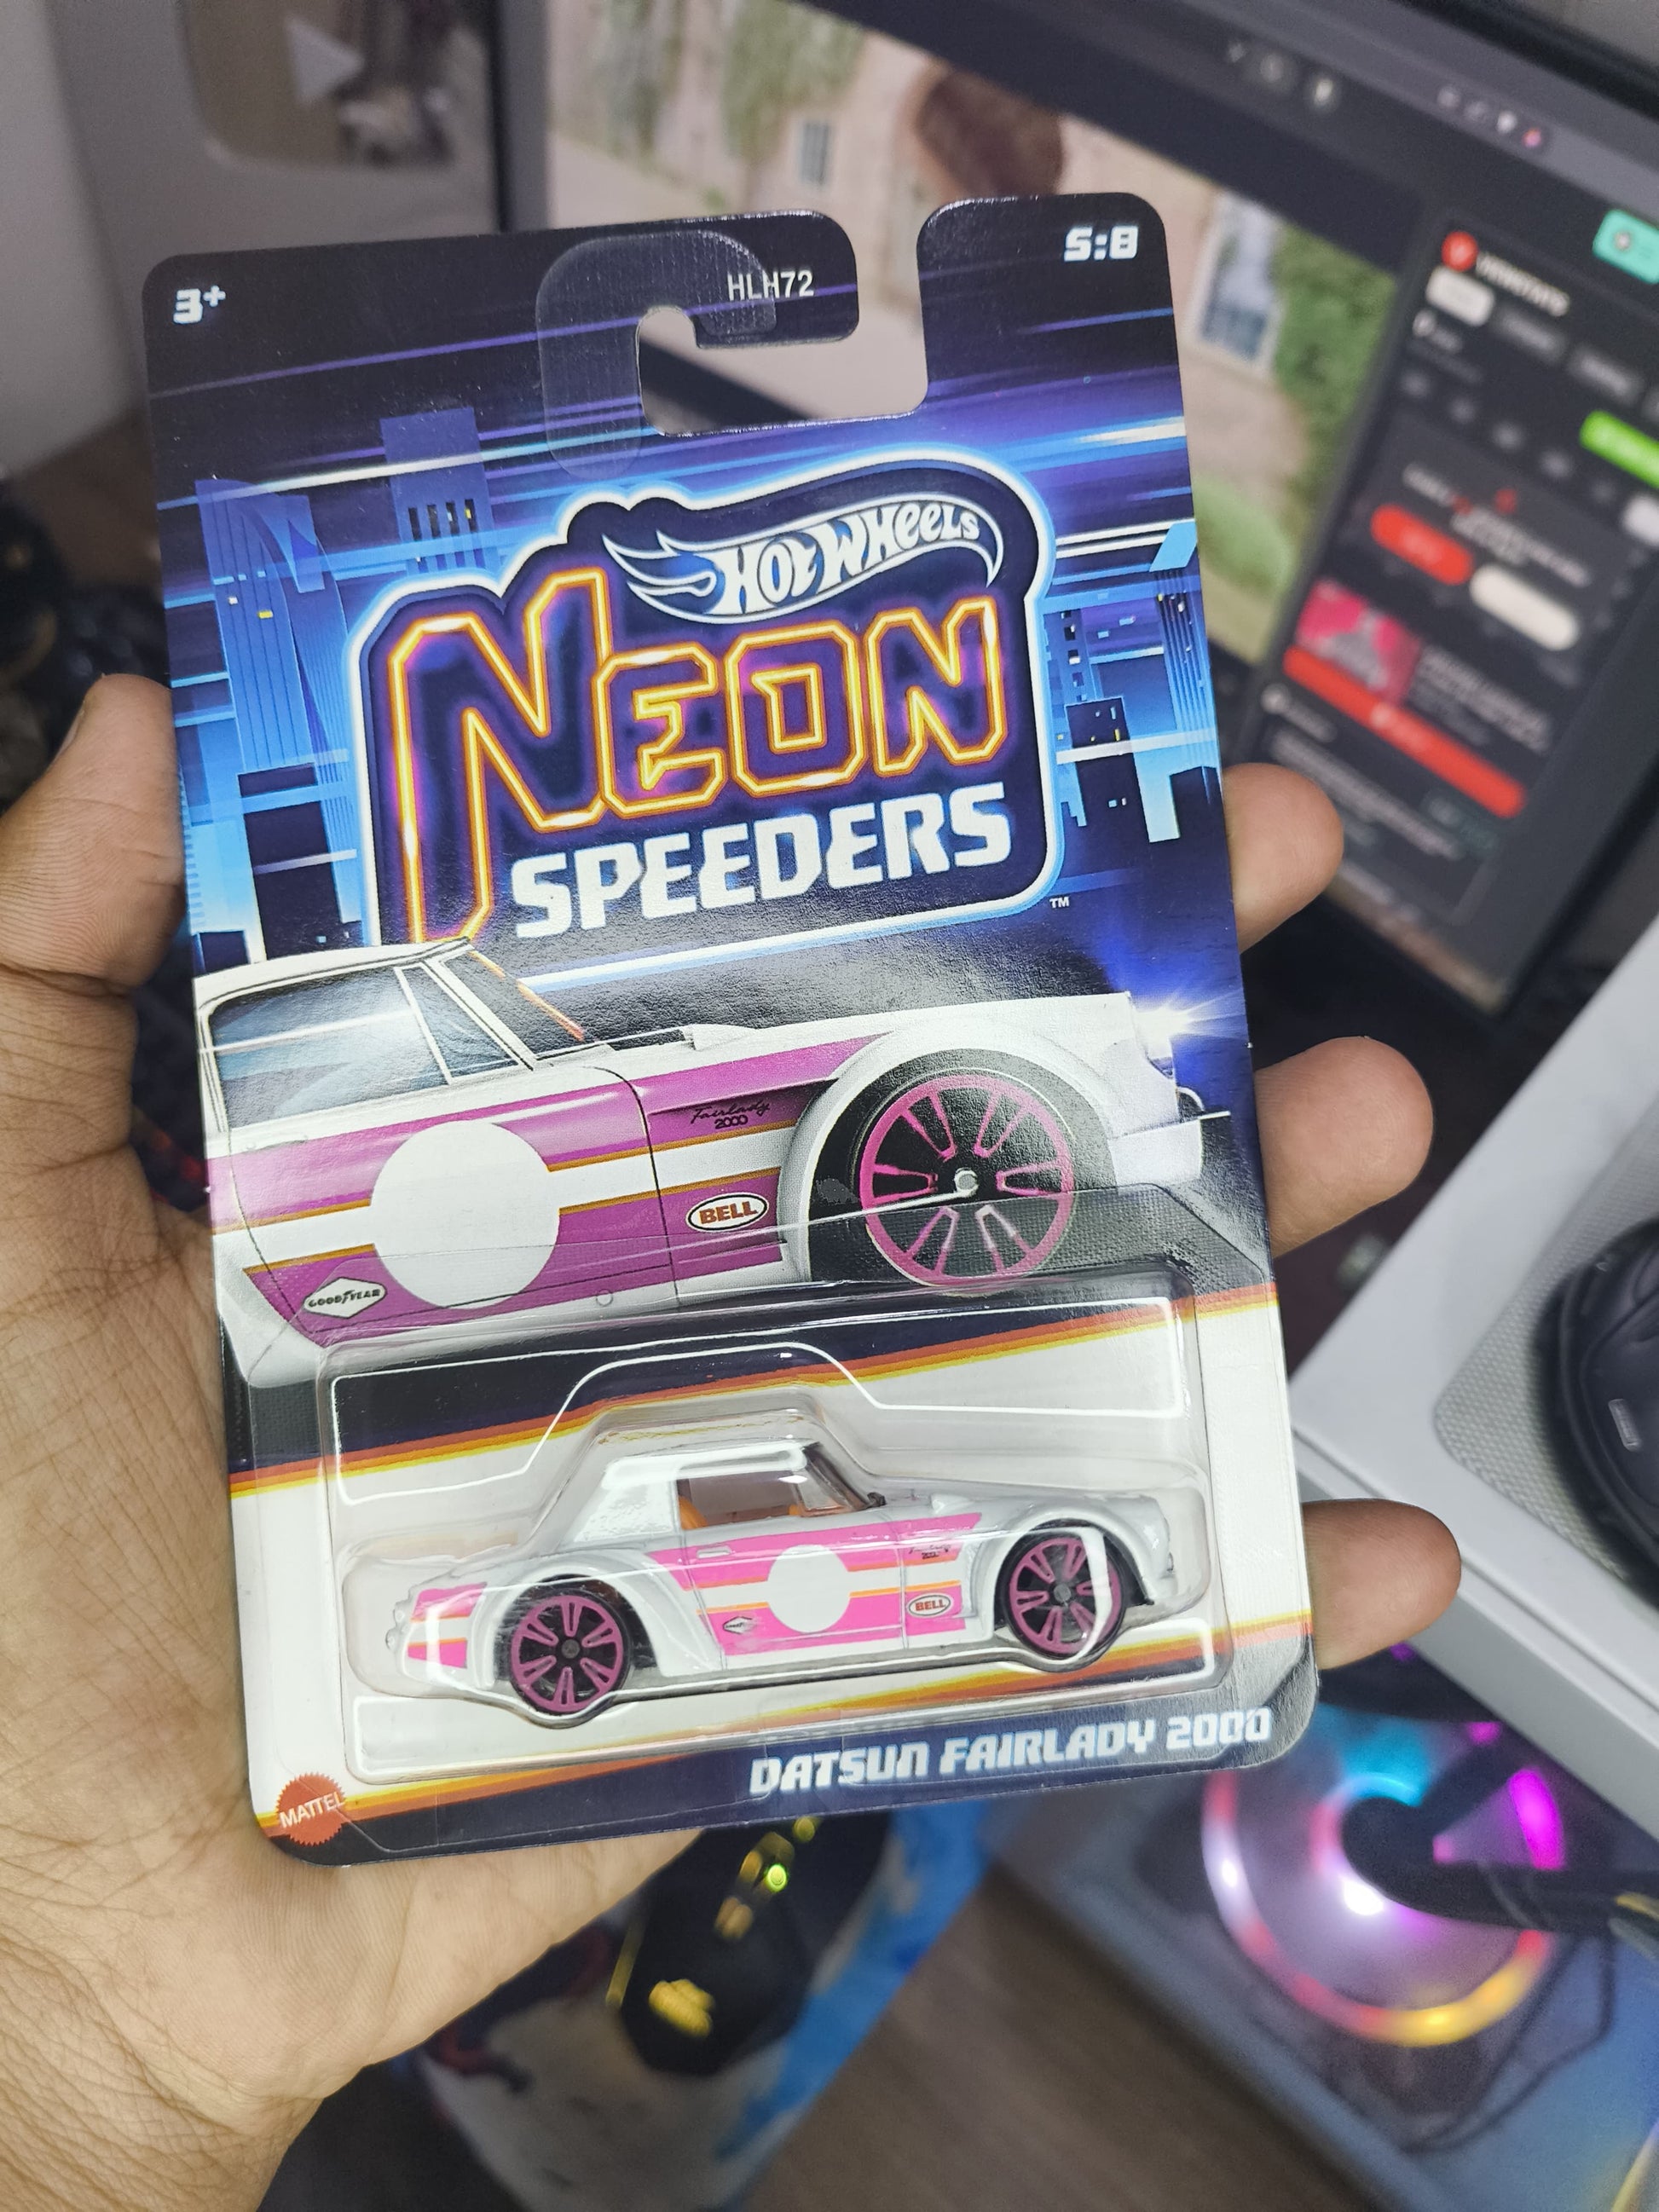 3+
HLH72
5:8
HOT WHEELS
NEON
SPEEDERS
™
Fairlady
2000
BELL
GOODYEAR
BELL
DATSUN FAIRLADY 2000
MATTEL